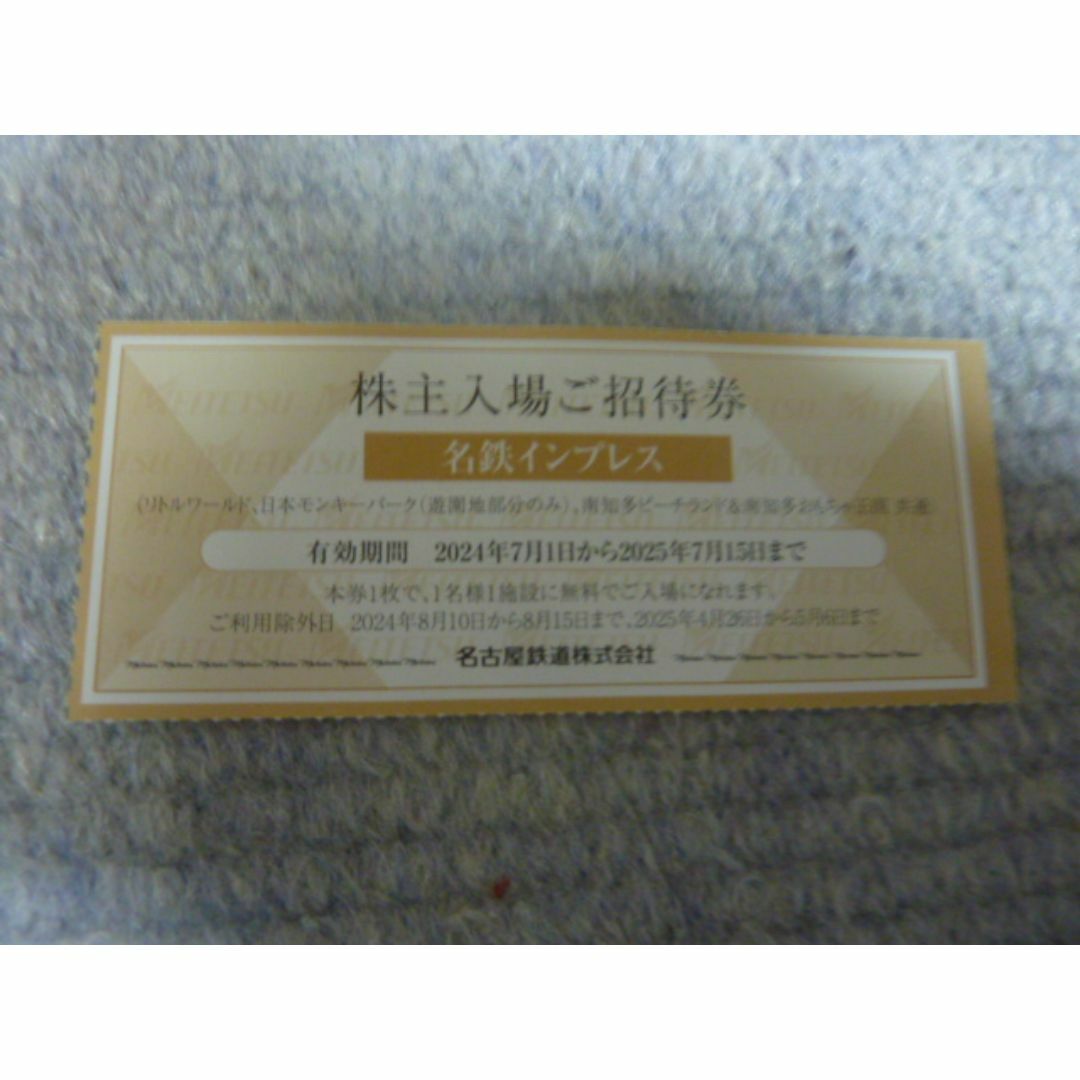 株主入場ご招待券
名鉄インプレス
(リトルワールド、日本モンキーパーク(遊園地部分のみ)、南知多ビーチランド&南知多おもちゃ王国 共通)
有効期間 2024年7月1日から2025年7月15日まで
本券1枚で、1名様1施設に無料でご入場になれます。
ご利用除外日 2024年8月10日から8月15日まで、2025年4月26日から5月6日まで
名古屋鉄道株式会社